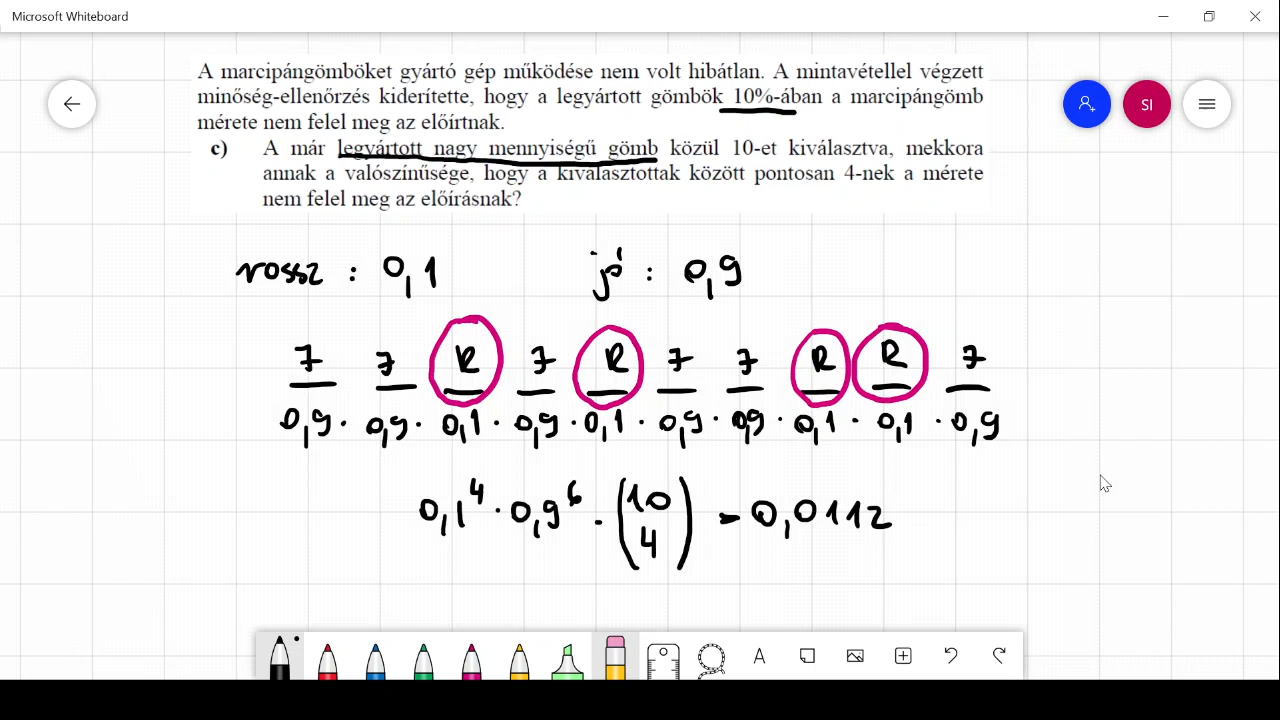 Microsoft Whiteboard
A marcipángömböket gyártó gép működése nem volt hibátlan. A mintavétellel végzett
minőség-ellenőrzés kiderítette, hogy a legyártott gömbök 10%-ában a marcipángömb
mérete nem felel meg az előírtnak.
c) A már legyártott nagy mennyiségű gömb közül 10-et kiválasztva, mekkora
annak a valószínűsége, hogy a kiválasztottak között pontosan 4-nek a mérete
nem felel meg az előírásnak?
SI
rossz : 0,1 jó : 0,9
J J R J R J J R R J
0,9 · 0,9 · 0,1 · 0,9 · 0,1 · 0,9 · 0,9 · 0,1 · 0,1 · 0,9
0,1⁴ · 0,9⁶ · (10 4) = 0,0112
A